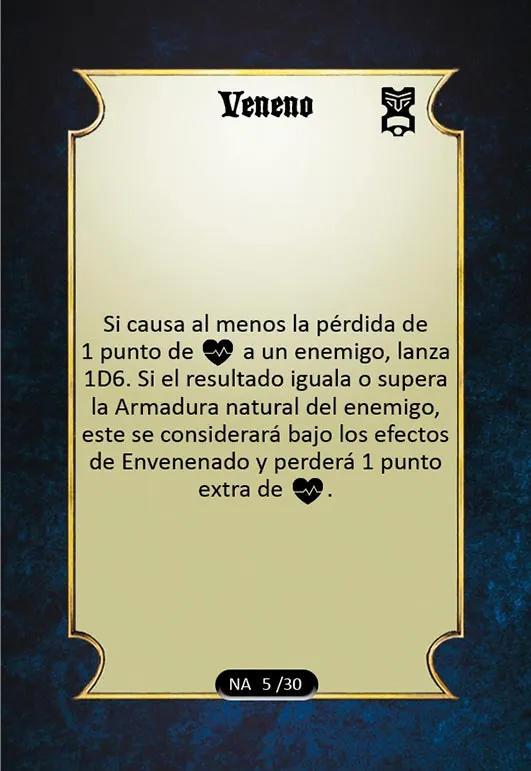 Veneno
Si causa al menos la pérdida de
1 punto de a un enemigo, lanza
1D6. Si el resultado iguala o supera
la Armadura natural del enemigo,
este se considerará bajo los efectos
de Envenenado y perderá 1 punto
extra de .
NA 5 /30